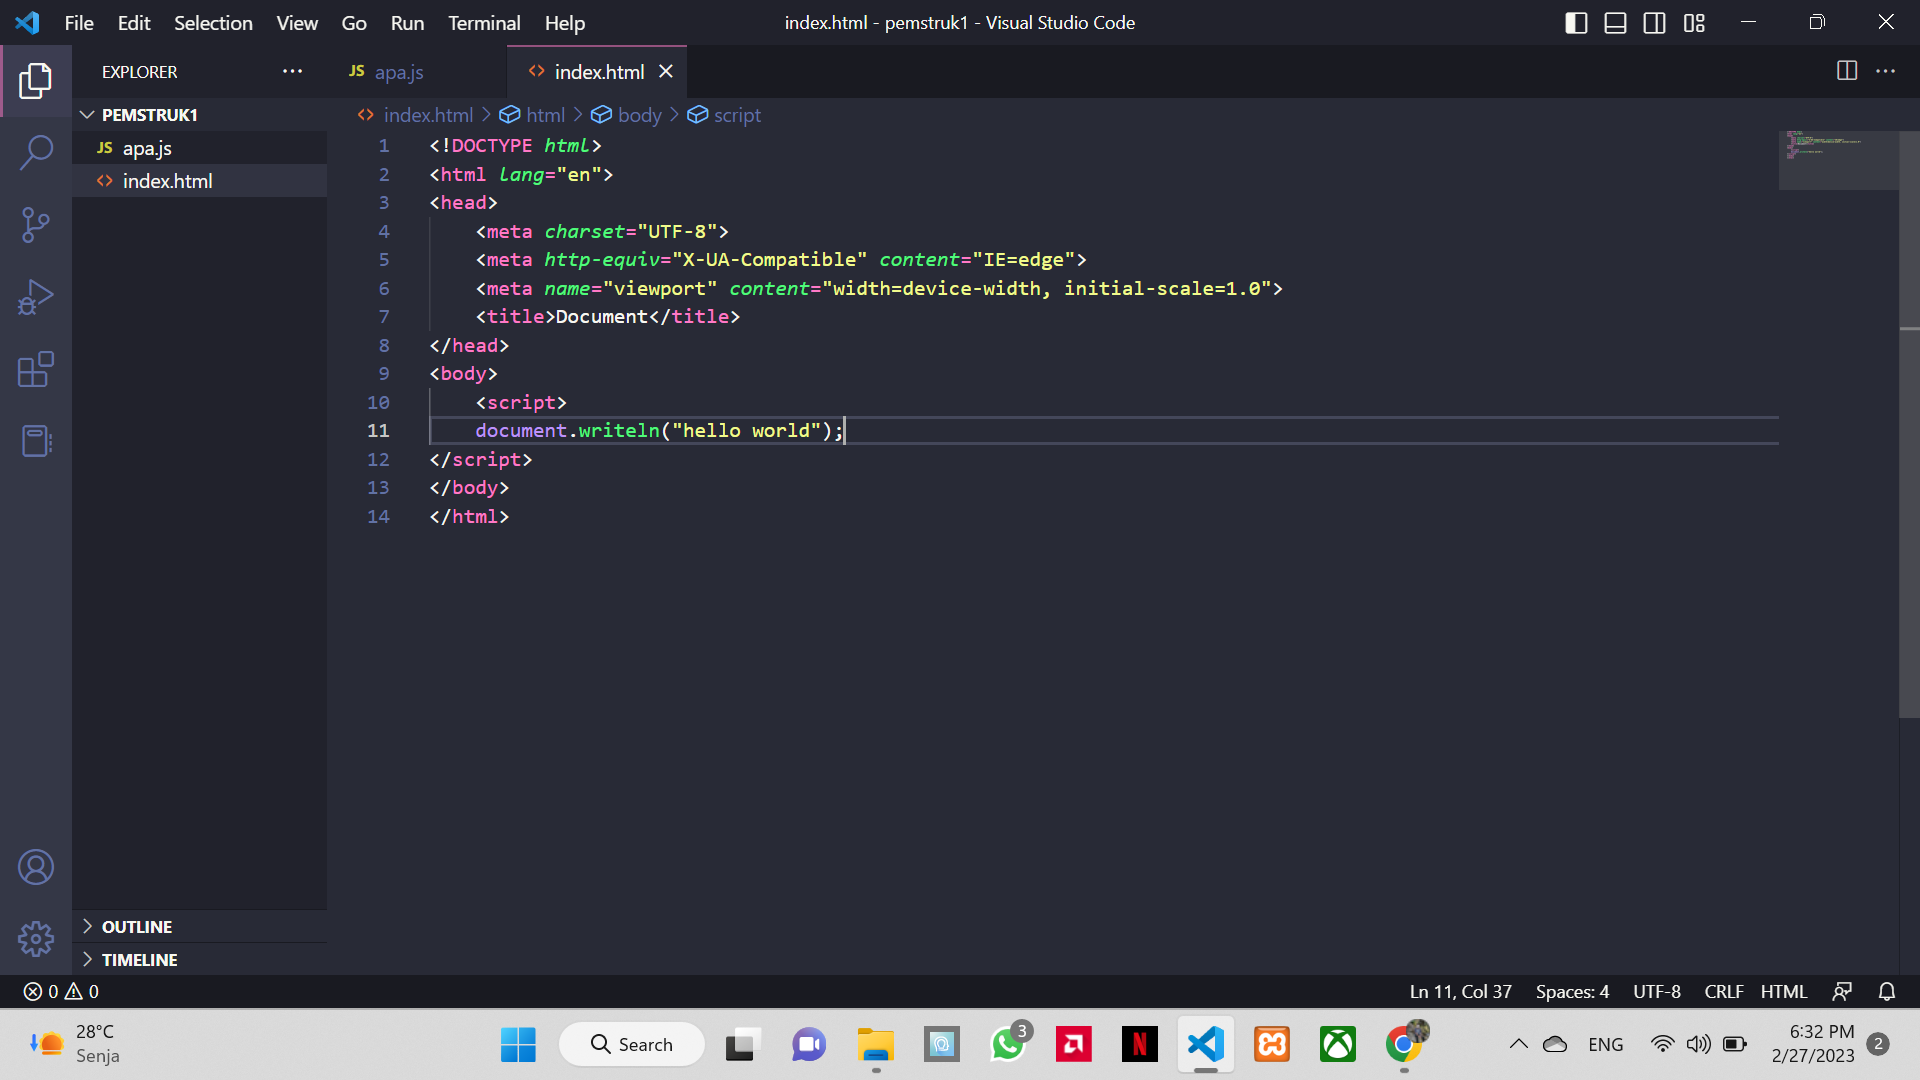 File Edit Selection View Go Run Terminal Help
index.html - pemstruk1 - Visual Studio Code
EXPLORER
JS apa.js
<> index.html
PEMSTRUK1
JS apa.js
<> index.html
<> index.html > html > body > script
1 <!DOCTYPE html>
2 <html lang="en">
3 <head>
4 <meta charset="UTF-8">
5 <meta http-equiv="X-UA-Compatible" content="IE=edge">
6 <meta name="viewport" content="width=device-width, initial-scale=1.0">
7 <title>Document</title>
8 </head>
9 <body>
10 <script>
11 document.writeln("hello world");
12 </script>
13 </body>
14 </html>
OUTLINE
TIMELINE
0 0
Ln 11, Col 37 Spaces: 4 UTF-8 CRLF HTML
28°C
Senja
Search
3
N
ENG
6:32 PM
2/27/2023
2